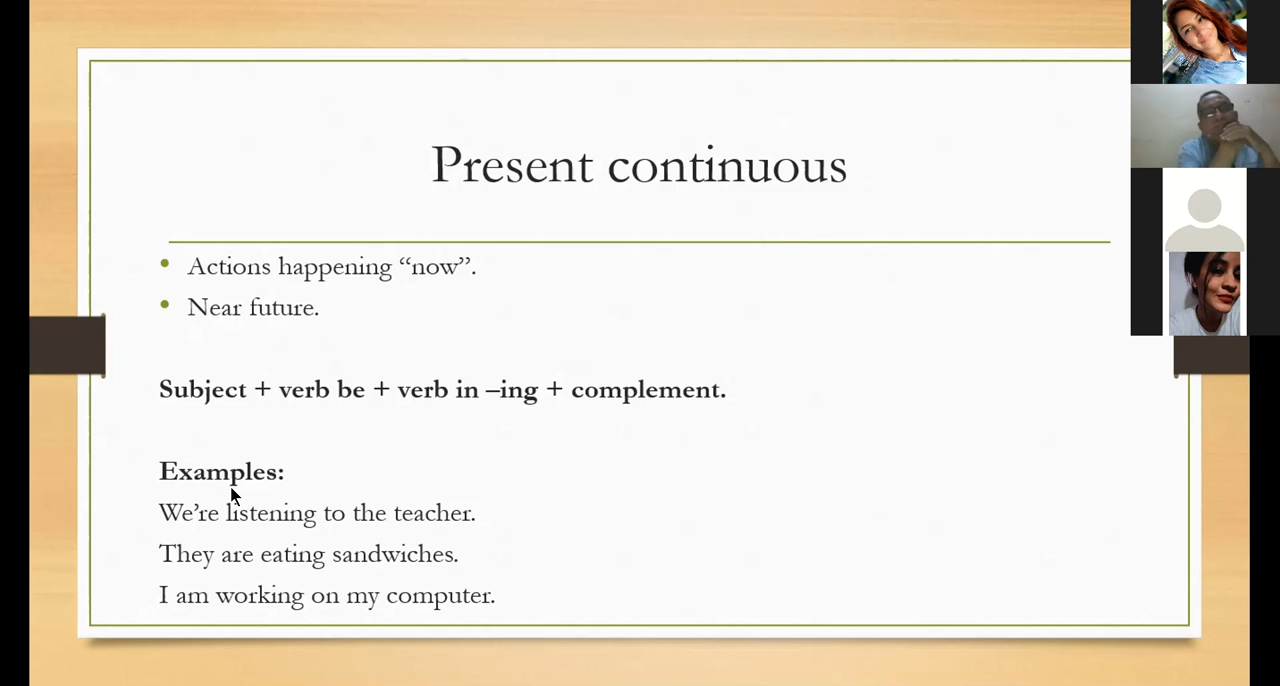 Present continuous
Actions happening “now”.
Near future.
Subject + verb be + verb in –ing + complement.
Examples:
We’re listening to the teacher.
They are eating sandwiches.
I am working on my computer.